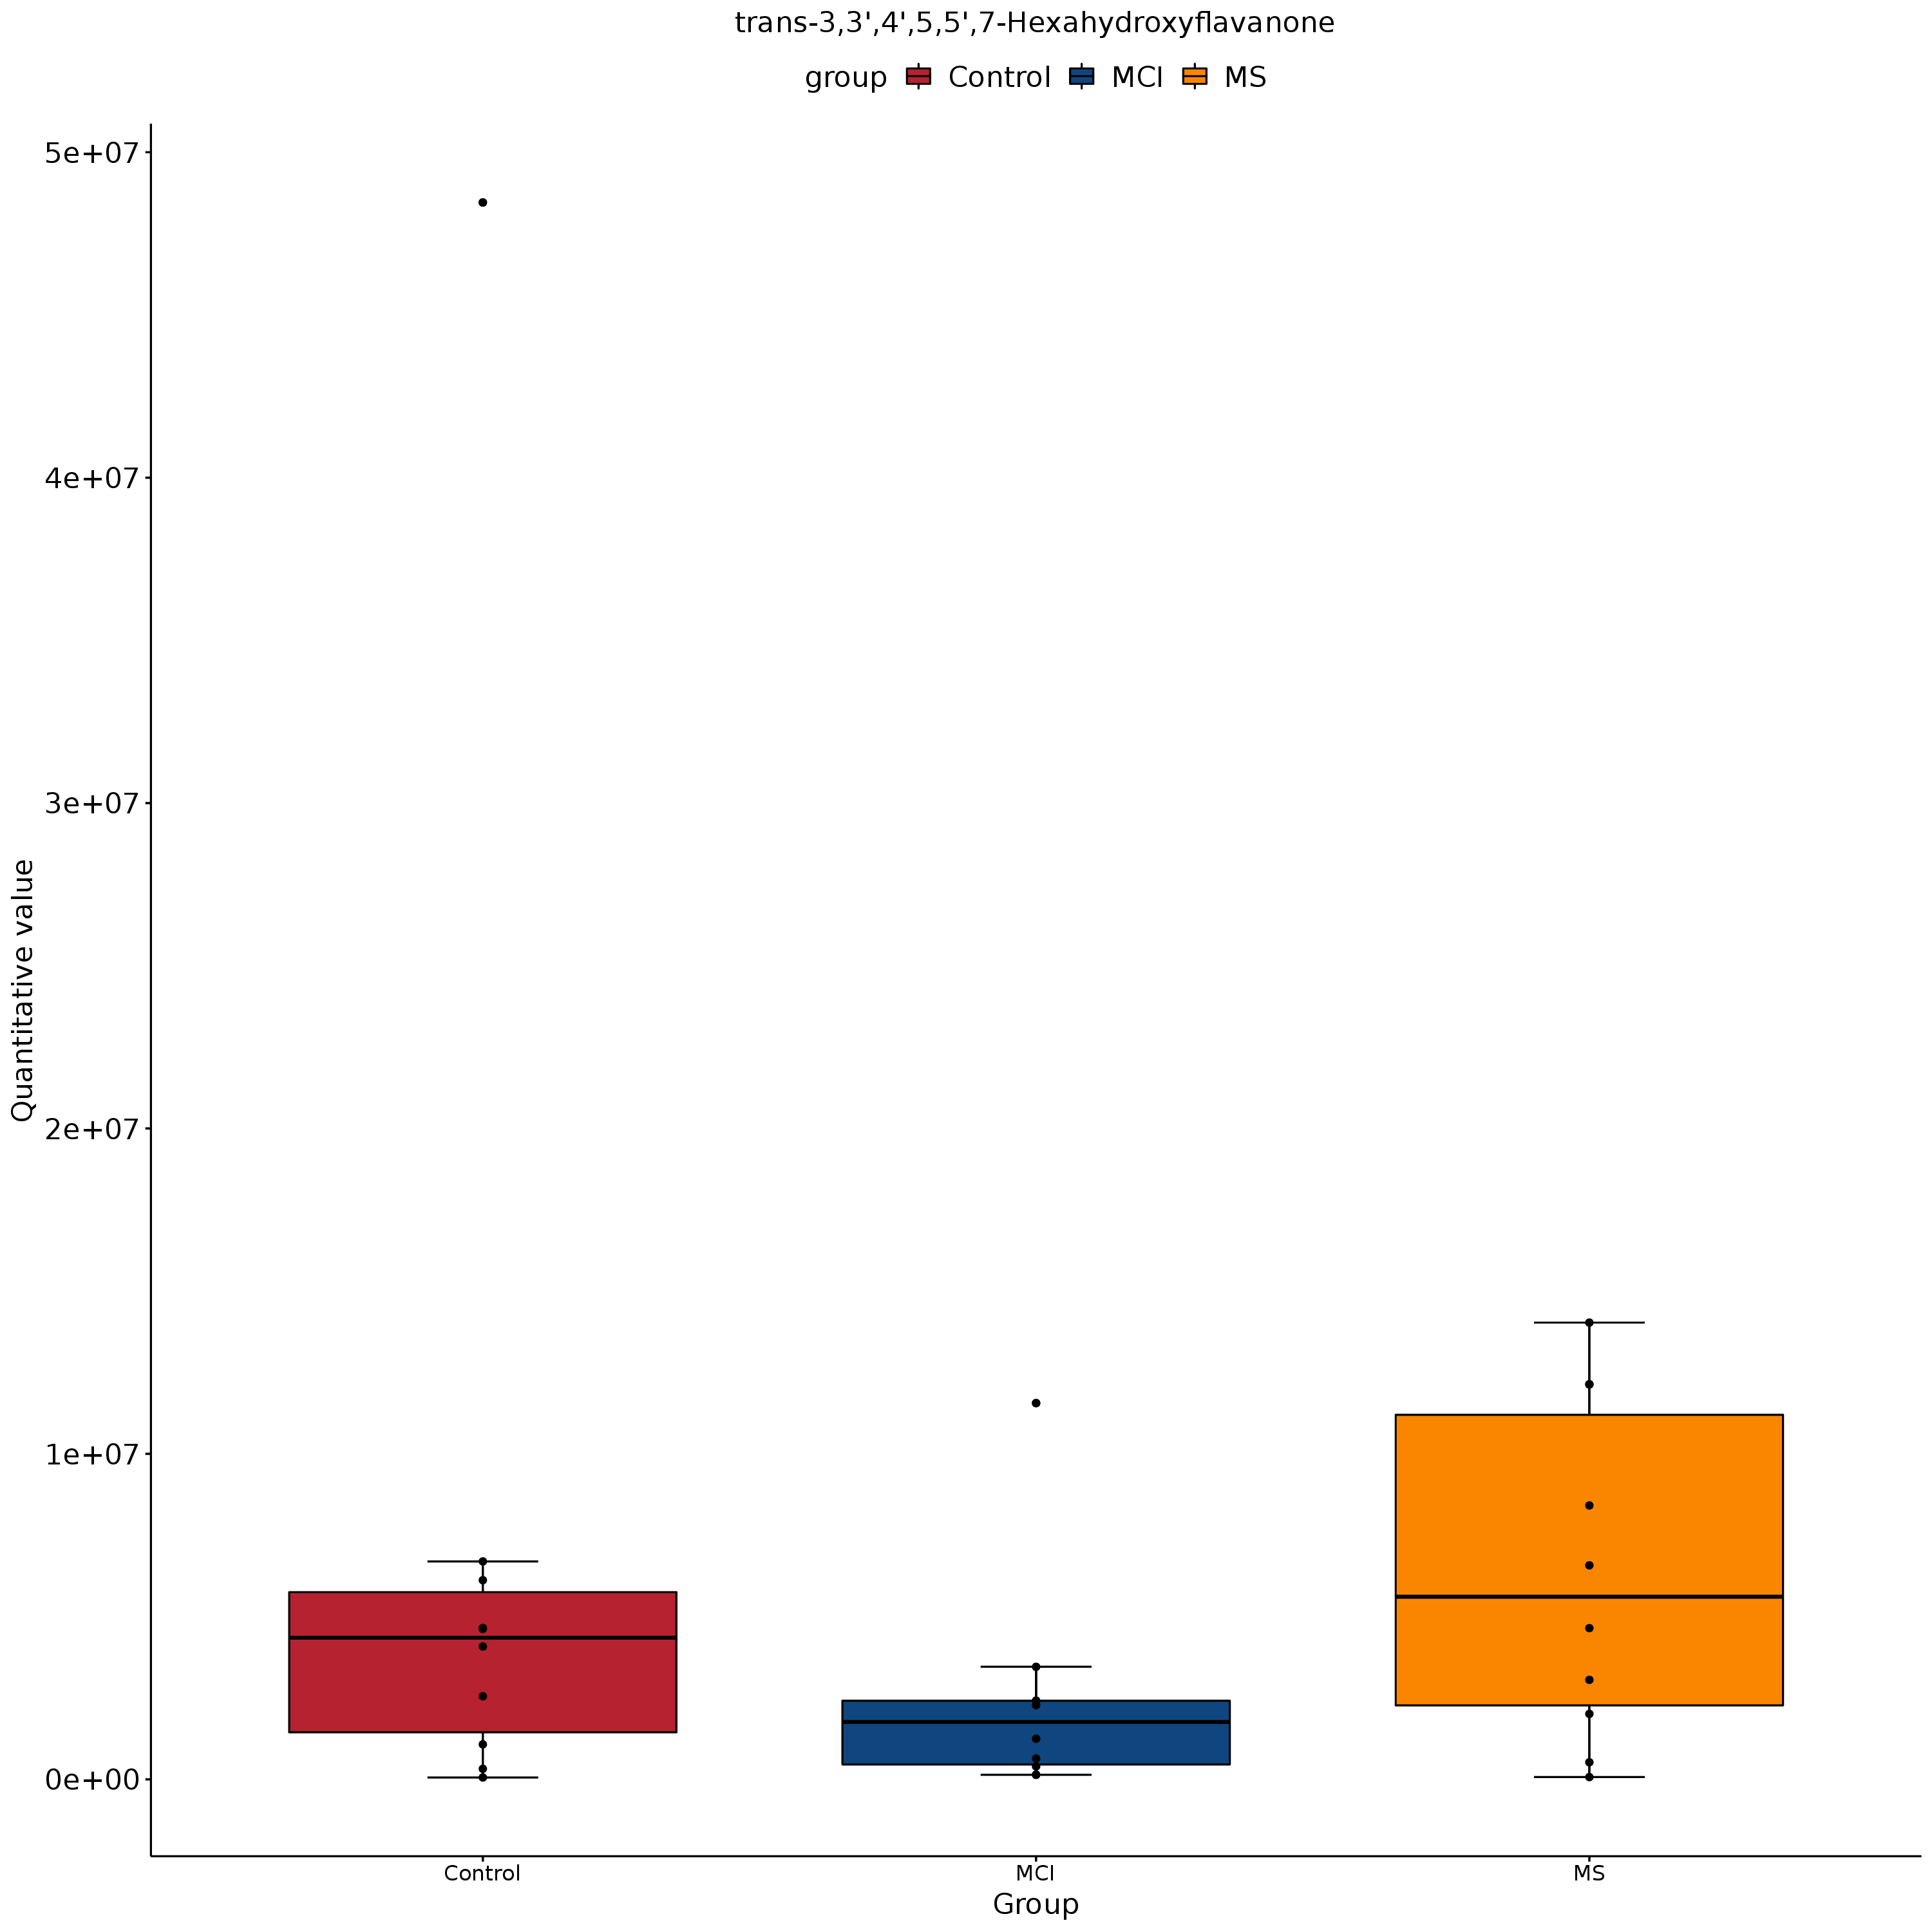 trans-3,3',4',5,5',7-Hexahydroxyflavanone
group Control MCI MS
5e+07
4e+07
3e+07
2e+07
1e+07
0e+00
Quantitative value
Control MCI MS
Group